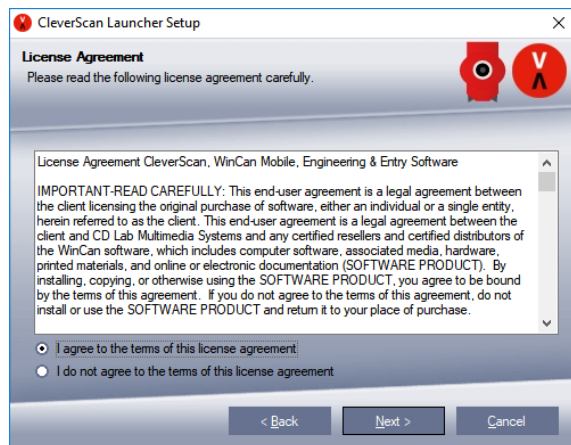 CleverScan Launcher Setup
License Agreement
Please read the following license agreement carefully.
License Agreement CleverScan, WinCan Mobile, Engineering & Entry Software
IMPORTANT-READ CAREFULLY: This end-user agreement is a legal agreement between
the client licensing the original purchase of software, either an individual or a single entity,
herein referred to as the client. This end-user agreement is a legal agreement between the
client and CD Lab Multimedia Systems and any certified resellers and certified distributors of
the WinCan software, which includes computer software, associated media, hardware,
printed materials, and online or electronic documentation (SOFTWARE PRODUCT). By
installing, copying, or otherwise using the SOFTWARE PRODUCT, you agree to be bound
by the terms of this agreement. If you do not agree to the terms of this agreement, do not
install or use the SOFTWARE PRODUCT and return it to your place of purchase.
I agree to the terms of this license agreement
I do not agree to the terms of this license agreement
< Back
Next >
Cancel